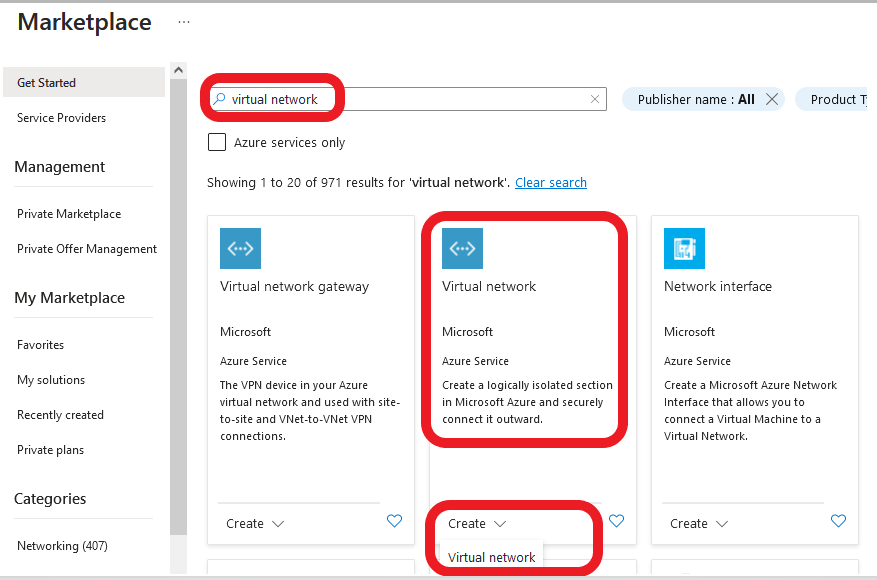 Marketplace ...
Get Started
Service Providers
Management
Private Marketplace
Private Offer Management
My Marketplace
Favorites
My solutions
Recently created
Private plans
Categories
Networking (407)
virtual network
Publisher name : All
Product T
Azure services only
Showing 1 to 20 of 971 results for 'virtual network'. Clear search
Virtual network gateway
Microsoft
Azure Service
The VPN device in your Azure
virtual network and used with site-
to-site and VNet-to-VNet VPN
connections.
Create
Virtual network
Microsoft
Azure Service
Create a logically isolated section
in Microsoft Azure and securely
connect it outward.
Create
Virtual network
Network interface
Microsoft
Azure Service
Create a Microsoft Azure Network
Interface that allows you to
connect a Virtual Machine to a
Virtual Network.
Create